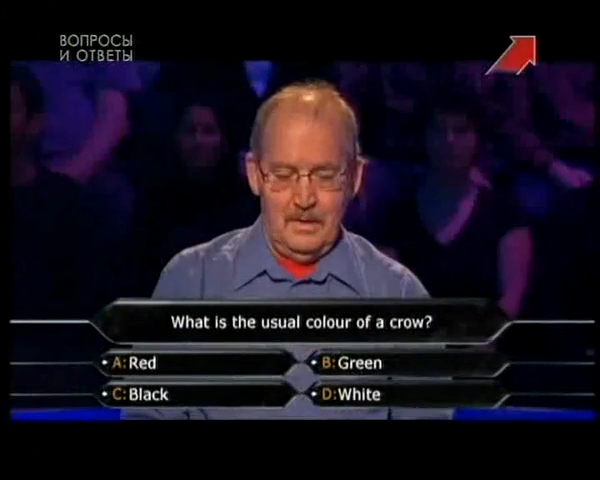 ВОПРОСЫ
И ОТВЕТЫ
What is the usual colour of a crow?
A: Red
B: Green
C: Black
D: White